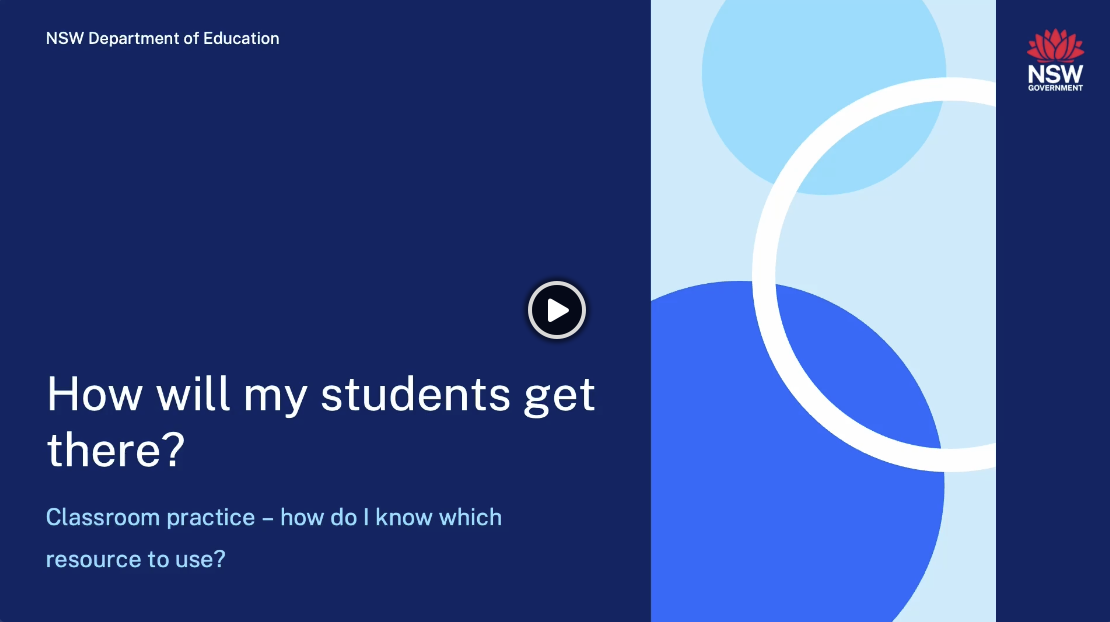 NSW Department of Education
NSW
GOVERNMENT
How will my students get
there?
Classroom practice – how do I know which
resource to use?